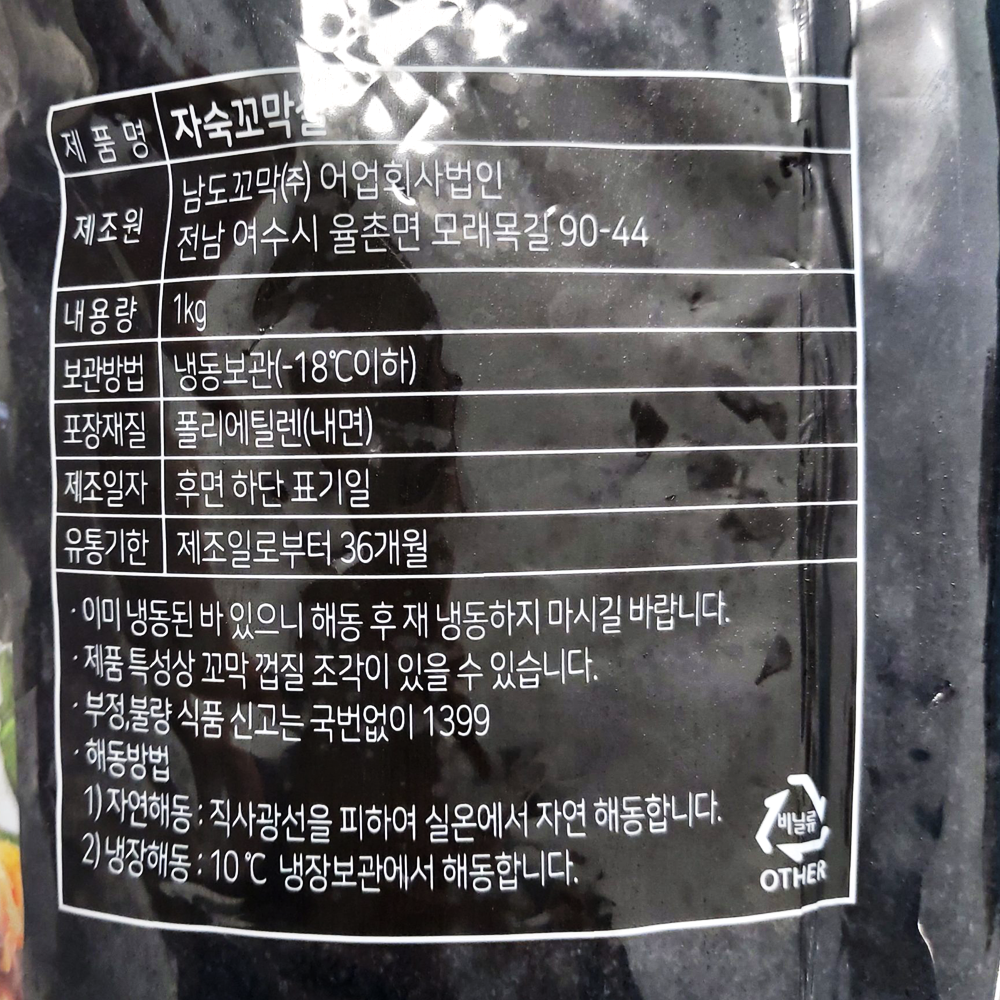 제품명 자숙꼬막살
제조원 남도꼬막(주) 어업회사법인
전남 여수시 율촌면 모래목길 90-44
내용량 1kg
보관방법 냉동보관(-18℃이하)
포장재질 폴리에틸렌(내면)
제조일자 후면 하단 표기일
유통기한 제조일로부터 36개월
· 이미 냉동된 바 있으니 해동 후 재 냉동하지 마시길 바랍니다.
· 제품 특성상 꼬막 껍질 조각이 있을 수 있습니다.
· 부정,불량 식품 신고는 국번없이 1399
· 해동방법
1) 자연해동 : 직사광선을 피하여 실온에서 자연 해동합니다.
2) 냉장해동 : 10℃ 냉장보관에서 해동합니다.
비닐류
OTHER